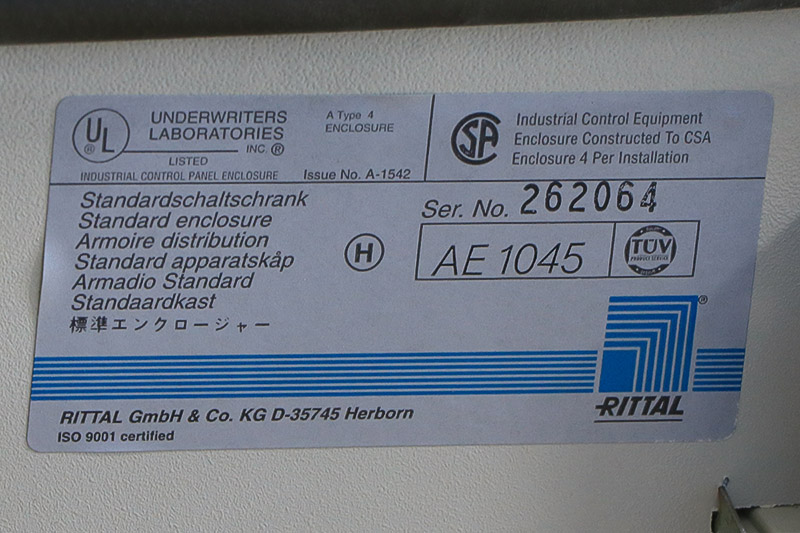 UL ®
UNDERWRITERS
LABORATORIES
INC. ®
LISTED
INDUSTRIAL CONTROL PANEL ENCLOSURE
A Type 4
ENCLOSURE
Issue No. A-1542
SA
Industrial Control Equipment
Enclosure Constructed To CSA
Enclosure 4 Per Installation
Standardschaltschrank
Standard enclosure
Armoire distribution
Standard apparatskåp
Armadio Standard
Standaardkast
標準エンクロージャー
H
Ser. No. 262064
AE 1045
TÜV
PRODUCT SERVICE
®
RITTAL
RITTAL GmbH & Co. KG D-35745 Herborn
ISO 9001 certified